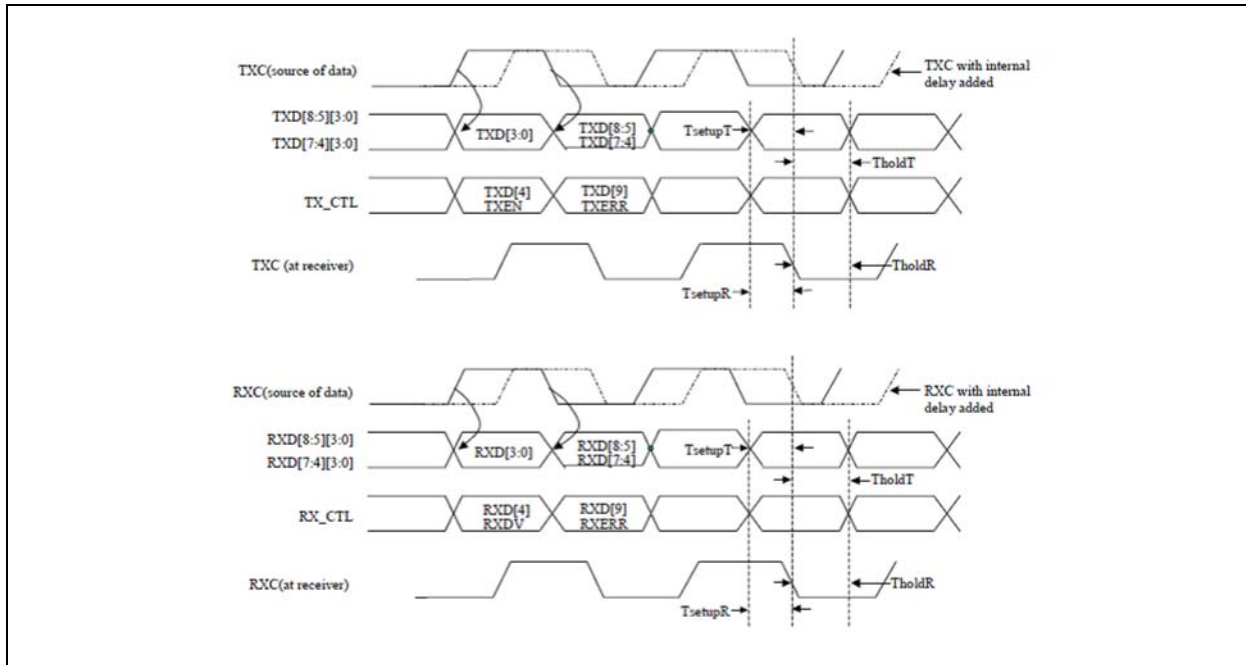 TXC(source of data)
TXC with internal
delay added
TXD[8:5][3:0]
TXD[7:4][3:0]
TXD[3:0]
TXD[8:5]
TXD[7:4]
TsetupT
TholdT
TX_CTL
TXD[4]
TXEN
TXD[9]
TXERR
TXC (at receiver)
TholdR
TsetupR
RXC(source of data)
RXC with internal
delay added
RXD[8:5][3:0]
RXD[7:4][3:0]
RXD[3:0]
RXD[8:5]
RXD[7:4]
TsetupT
TholdT
RX_CTL
RXD[4]
RXDV
RXD[9]
RXERR
RXC(at receiver)
TholdR
TsetupR